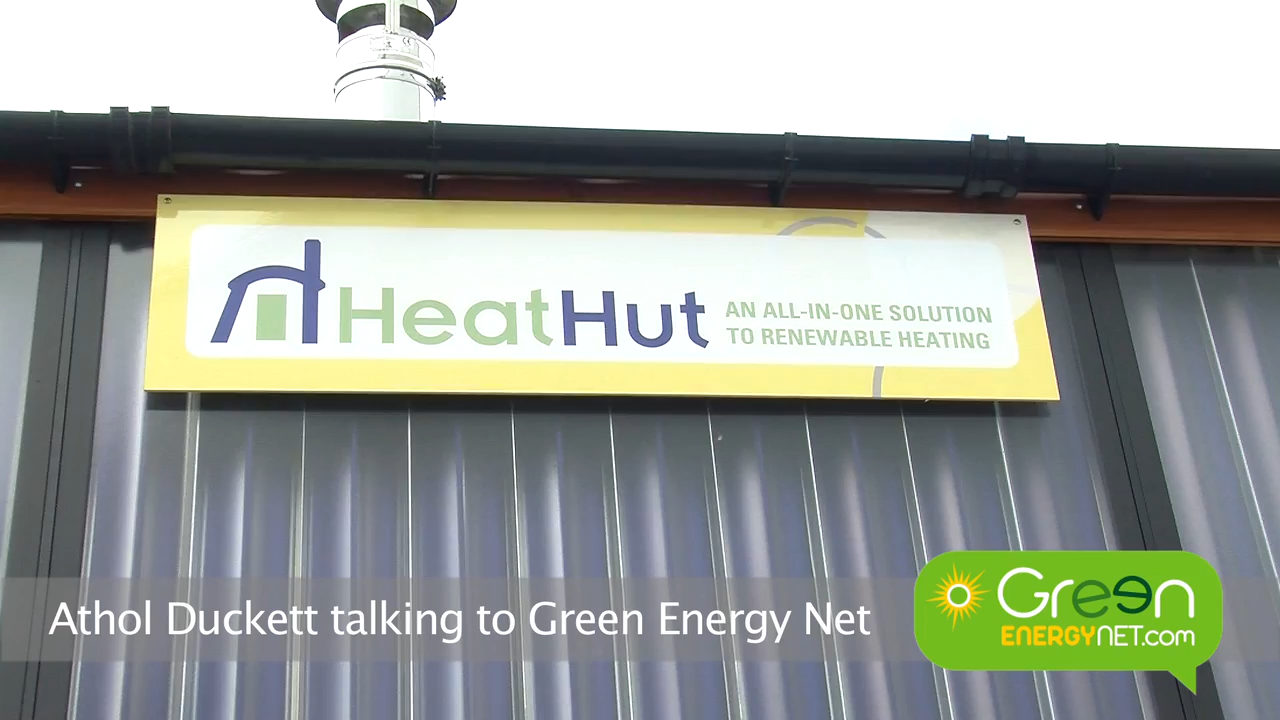 HeatHut
AN ALL-IN-ONE SOLUTION
TO RENEWABLE HEATING
Athol Duckett talking to Green Energy Net
Green
ENERGYNET.com